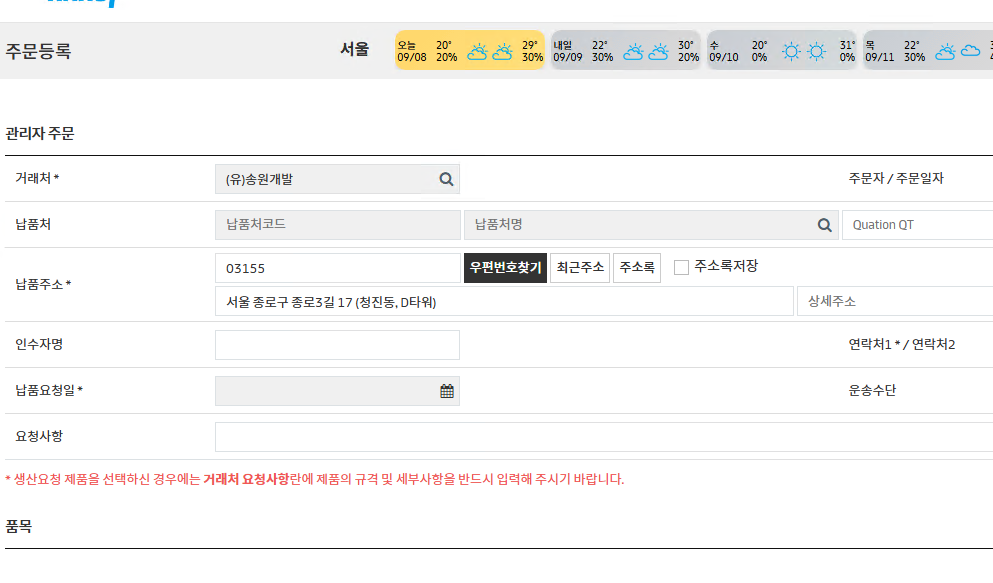 주문등록
서울
오늘 20° 29°
09/08 20% 30%
내일 22° 30°
09/09 30% 20%
수 20° 31°
09/10 0% 0%
목 22°
09/11 30%
관리자 주문
거래처 * (유)송원개발 주문자 / 주문일자
납품처 납품처코드 납품처명 Quation QT
납품주소 * 03155 우편번호찾기 최근주소 주소록 주소록저장
서울 종로구 종로3길 17 (청진동, D타워) 상세주소
인수자명 연락처1 * / 연락처2
납품요청일 * 운송수단
요청사항
* 생산요청 제품을 선택하신 경우에는 거래처 요청사항란에 제품의 규격 및 세부사항을 반드시 입력해 주시기 바랍니다.
품목